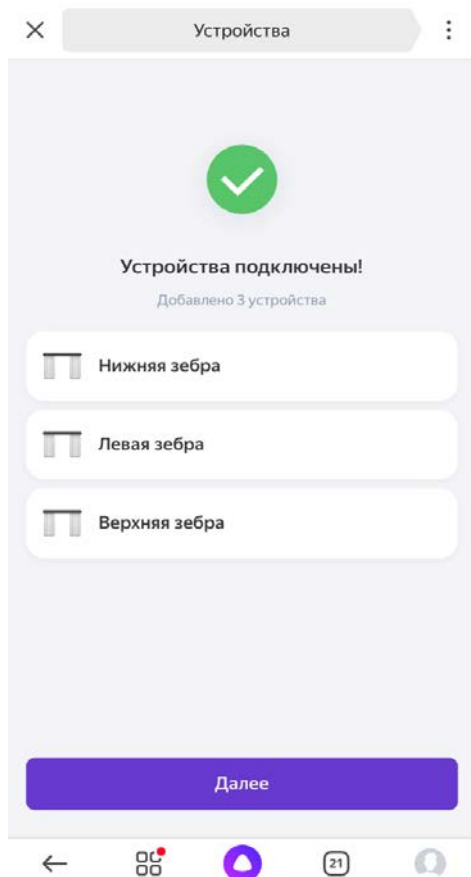 Устройства
Устройства подключены!
Добавлено 3 устройства
Нижняя зебра
Левая зебра
Верхняя зебра
Далее
21